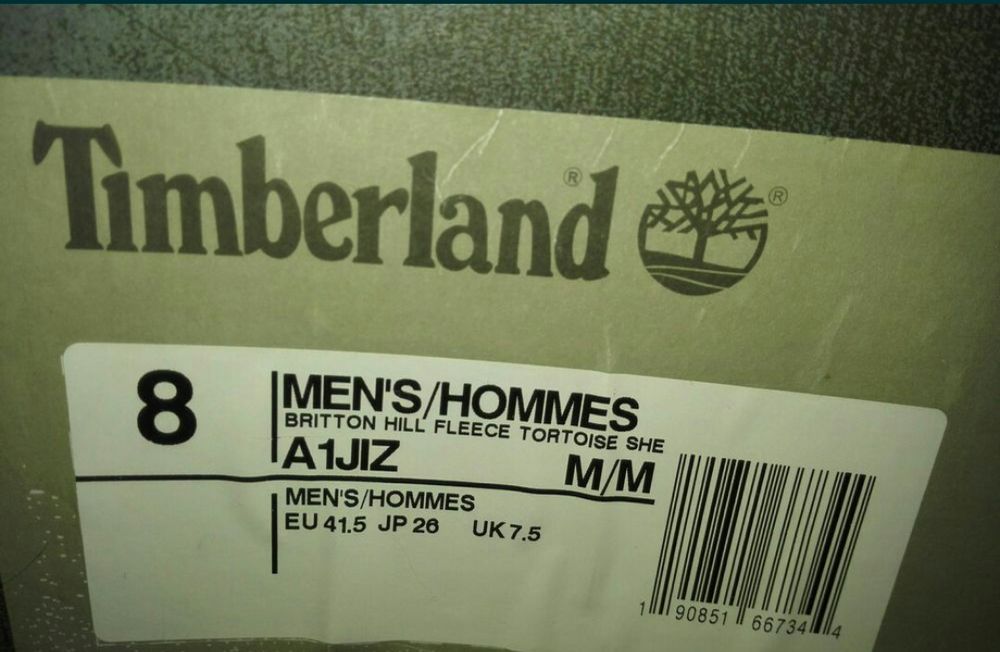 Timberland®
®
8
MEN'S/HOMMES
BRITTON HILL FLEECE TORTOISE SHE
A1JIZ M/M
MEN'S/HOMMES
EU 41.5 JP 26 UK 7.5
1 90851 66734 4